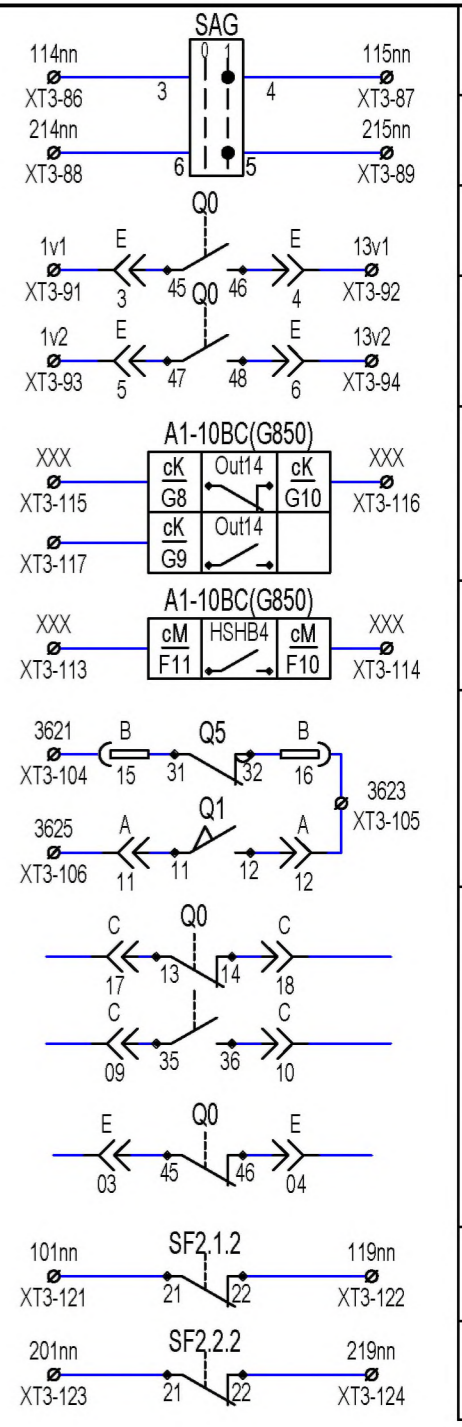 SAG
114nn 0 1 115nn
XT3-86 3 4 XT3-87
214nn 215nn
XT3-88 6 5 XT3-89
Q0
1v1 E E 13v1
XT3-91 3 45 46 4 XT3-92
Q0
1v2 E E 13v2
XT3-93 5 47 48 6 XT3-94
A1-10BC(G850)
XXX cK Out14 cK XXX
XT3-115 G8 G10 XT3-116
cK Out14
XT3-117 G9
A1-10BC(G850)
XXX cM HSHB4 cM XXX
XT3-113 F11 F10 XT3-114
3621 B Q5 B
XT3-104 15 31 32 16
3623
XT3-105
3625 A Q1 A
XT3-106 11 11 12 12
C Q0 C
17 13 14 18
C C
09 35 36 10
E Q0 E
03 45 46 04
101nn SF2.1.2 119nn
XT3-121 21 22 XT3-122
201nn SF2.2.2 219nn
XT3-123 21 22 XT3-124